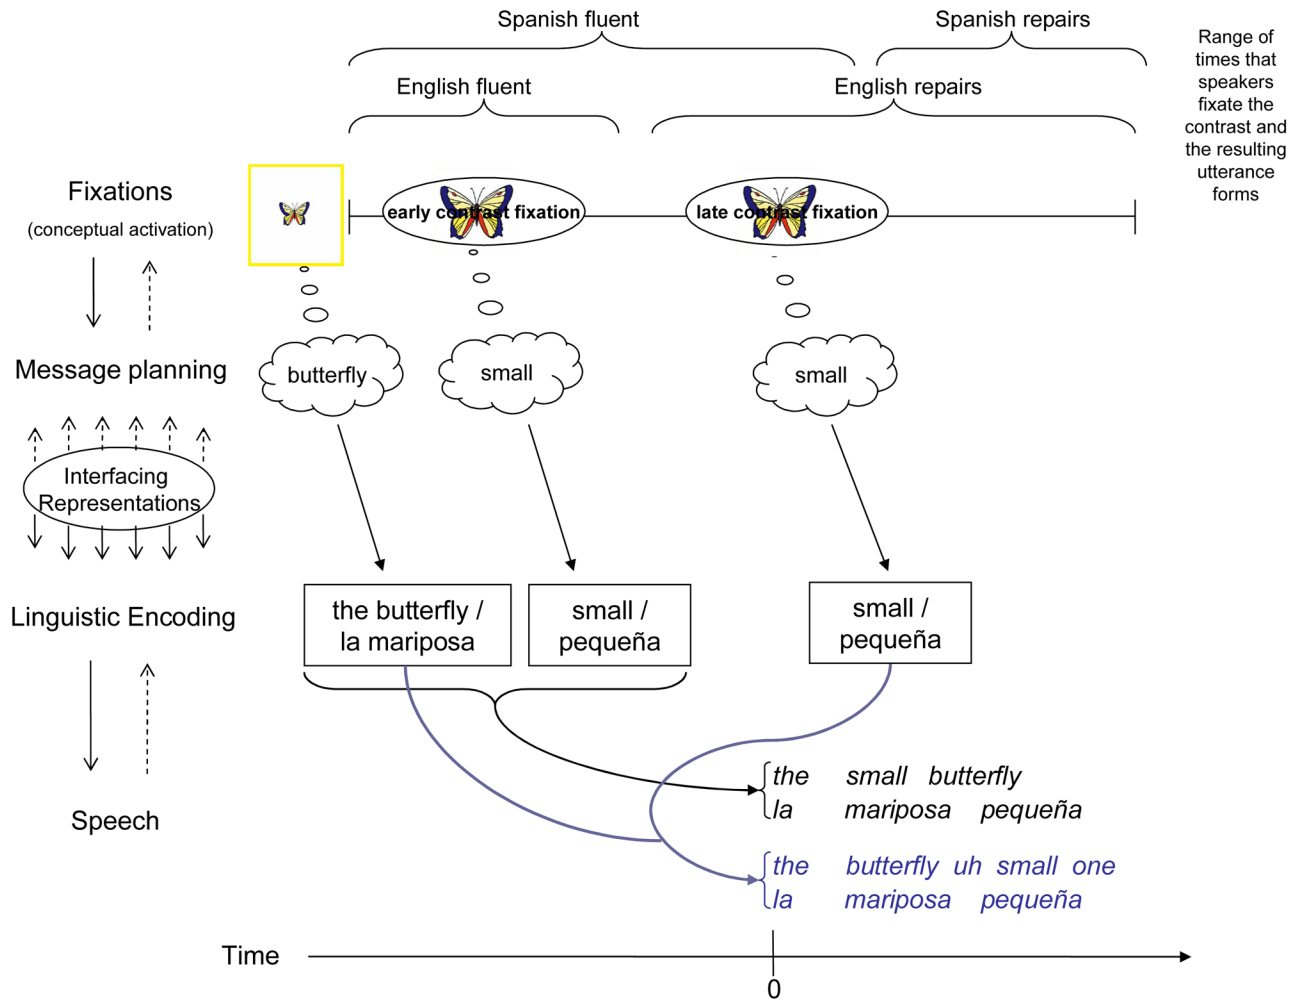 Spanish fluent
Spanish repairs
English fluent
English repairs
Range of
times that
speakers
fixate the
contrast and
the resulting
utterance
forms
Fixations
(conceptual activation)
early contrast fixation
late contrast fixation
Message planning
butterfly
small
small
Interfacing
Representations
Linguistic Encoding
the butterfly /
la mariposa
small /
pequeña
small /
pequeña
Speech
the small butterfly
la mariposa pequeña
the butterfly uh small one
la mariposa pequeña
Time
0